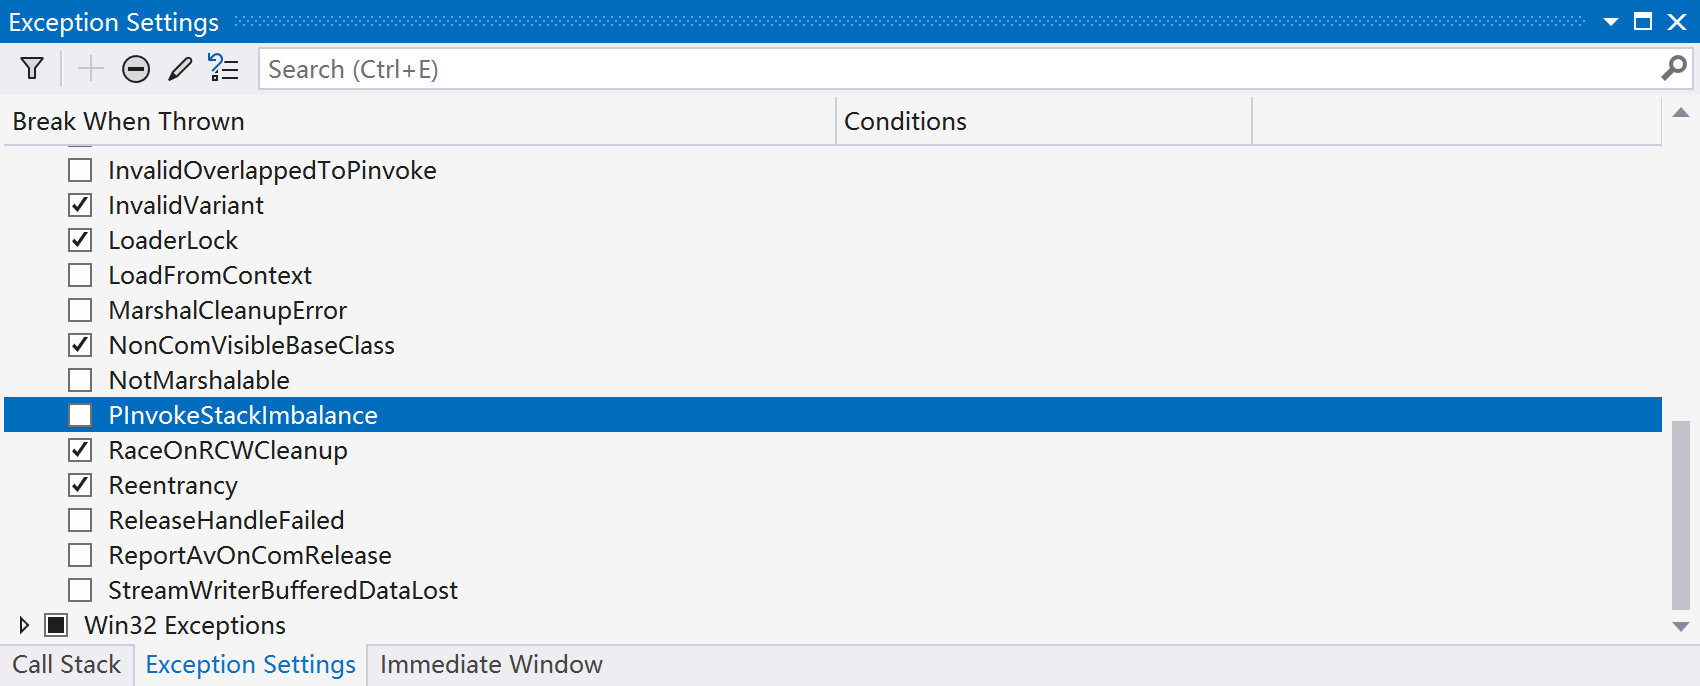 Exception Settings
Search (Ctrl+E)
Break When Thrown Conditions
InvalidOverlappedToPinvoke
InvalidVariant
LoaderLock
LoadFromContext
MarshalCleanupError
NonComVisibleBaseClass
NotMarshalable
PInvokeStackImbalance
RaceOnRCWCleanup
Reentrancy
ReleaseHandleFailed
ReportAvOnComRelease
StreamWriterBufferedDataLost
Win32 Exceptions
Call Stack Exception Settings Immediate Window